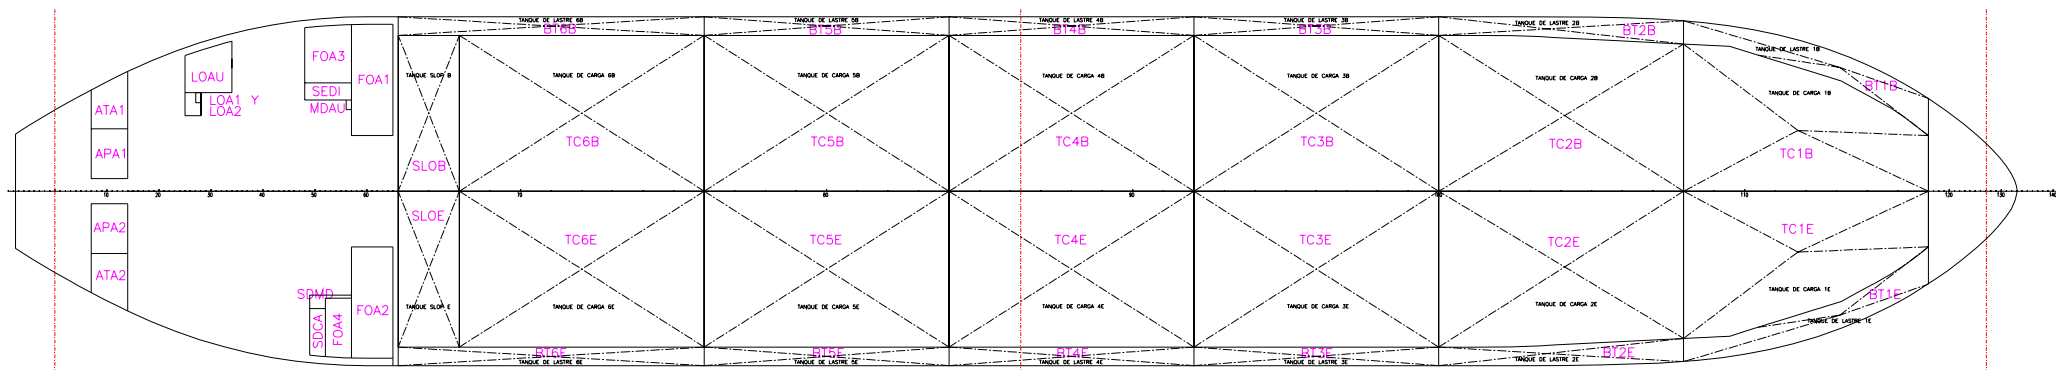 TANQUE DE LASTRE 6B
TANQUE DE LASTRE 5B
TANQUE DE LASTRE 4B
TANQUE DE LASTRE 3B
TANQUE DE LASTRE 2B
BT6B
BT5B
BT4B
BT3B
BT2B
TANQUE DE LASTRE 1B
FOA3
FOA1
LOAU
TANQUE SLOP B
TANQUE DE CARGA 6B
TANQUE DE CARGA 5B
TANQUE DE CARGA 4B
TANQUE DE CARGA 3B
TANQUE DE CARGA 2B
BT1B
SEDI
TANQUE DE CARGA 1B
LOA1 Y
LOA2
MDAU
ATA1
APA1
TC6B
TC5B
TC4B
TC3B
TC2B
TC1B
SLOB
10
20
30
40
50
60
70
80
90
100
110
120
130
140
SLOE
APA2
TC6E
TC5E
TC4E
TC3E
TC2E
TC1E
ATA2
SDMD
TANQUE DE CARGA 1E
BT1E
FOA2
TANQUE SLOP E
TANQUE DE CARGA 6E
TANQUE DE CARGA 5E
TANQUE DE CARGA 4E
TANQUE DE CARGA 3E
TANQUE DE CARGA 2E
SDCA
FOA4
TANQUE DE LASTRE 1E
BT6E
BT5E
BT4E
BT3E
BT2E
TANQUE DE LASTRE 6E
TANQUE DE LASTRE 5E
TANQUE DE LASTRE 4E
TANQUE DE LASTRE 3E
TANQUE DE LASTRE 2E